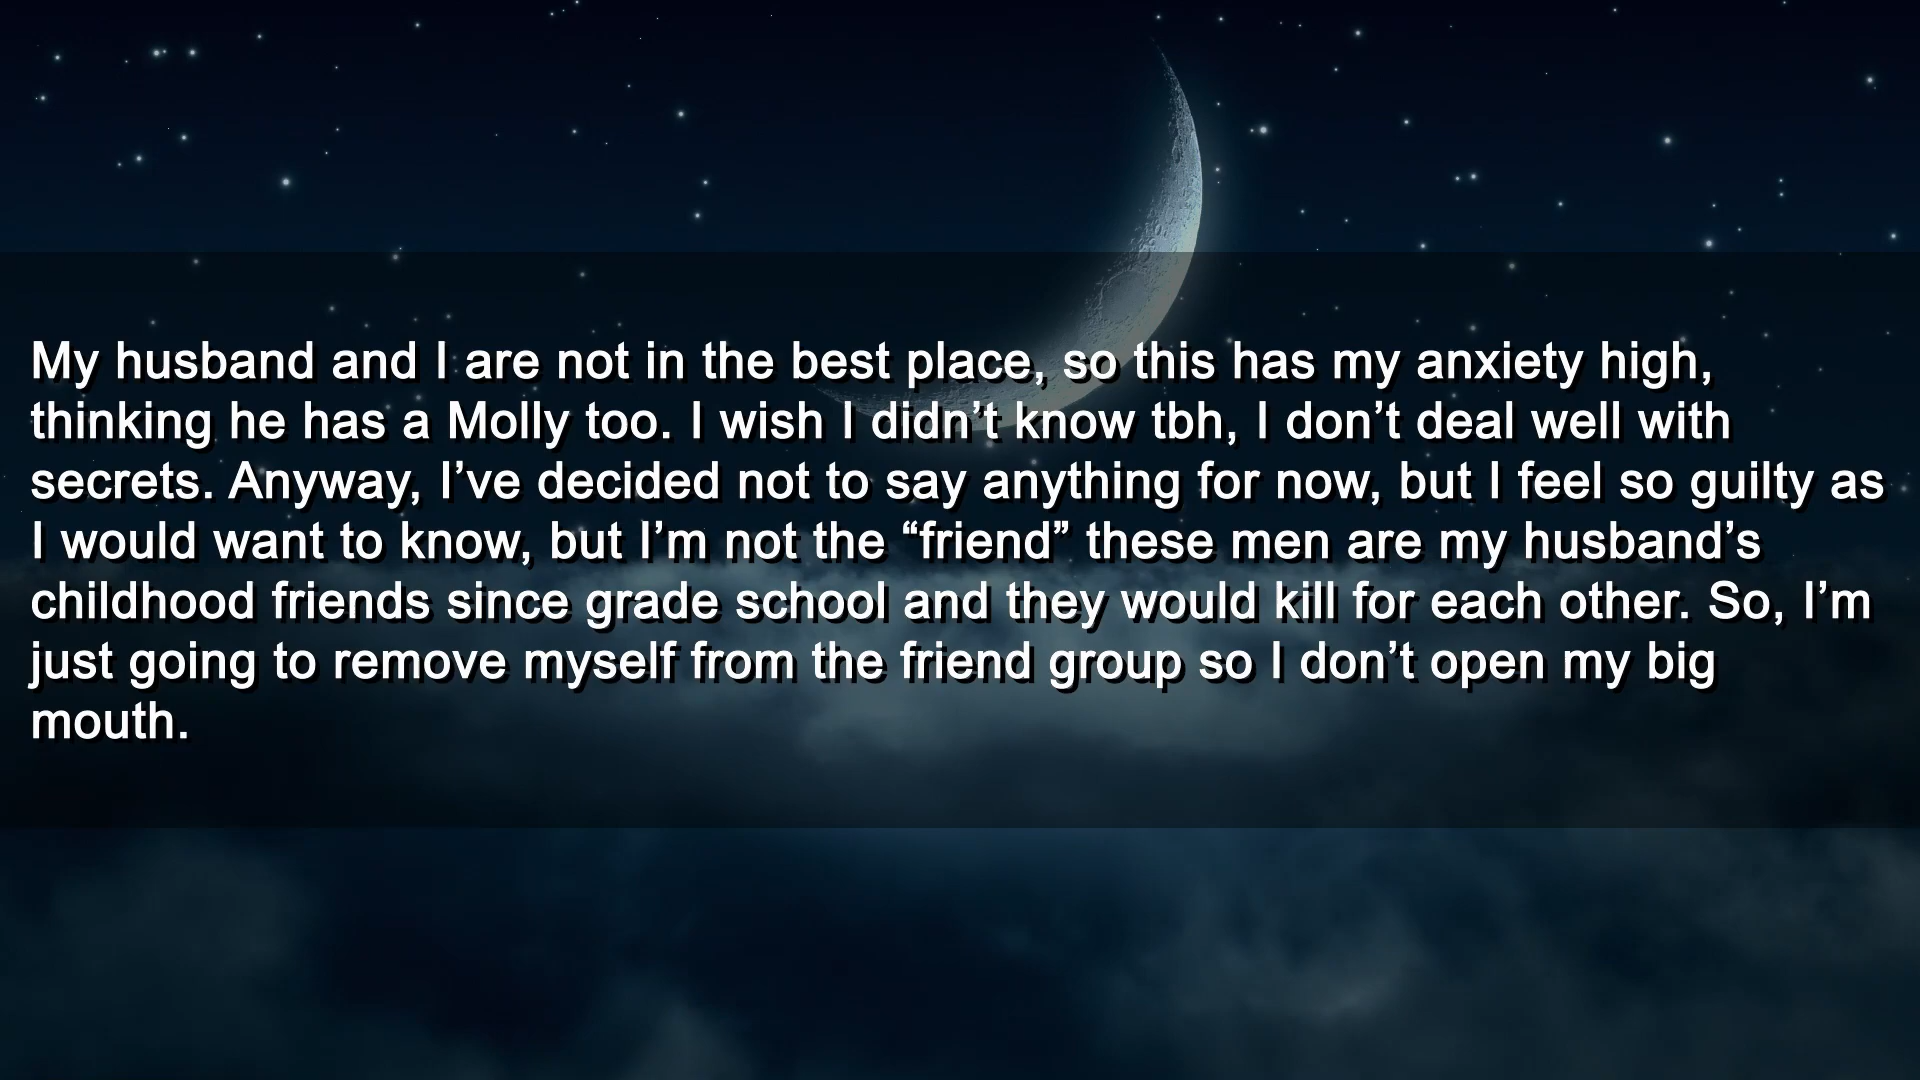 My husband and I are not in the best place, so this has my anxiety high,
thinking he has a Molly too. I wish I didn’t know tbh, I don’t deal well with
secrets. Anyway, I’ve decided not to say anything for now, but I feel so guilty as
I would want to know, but I’m not the “friend” these men are my husband’s
childhood friends since grade school and they would kill for each other. So, I’m
just going to remove myself from the friend group so I don’t open my big
mouth.